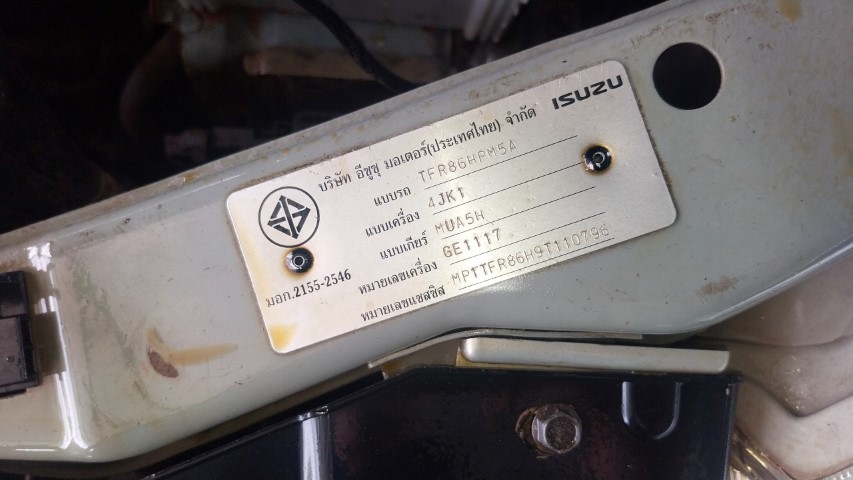 ISUZU
บริษัท อีซูซุ มอเตอร์(ประเทศไทย) จำกัด
แบบรถ TFR86HPM5A
แบบเครื่อง 4JK1
แบบเกียร์ MUA5H
หมายเลขเครื่อง GE1117
หมายเลขแชสซิส MP1TFR86H9T110798
มอก.2155-2546